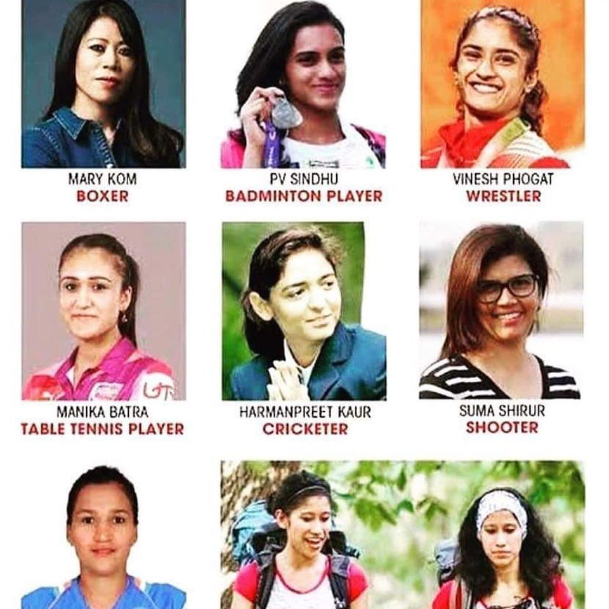 MARY KOM
BOXER
PV SINDHU
BADMINTON PLAYER
VINESH PHOGAT
WRESTLER
MANIKA BATRA
TABLE TENNIS PLAYER
HARMANPREET KAUR
CRICKETER
SUMA SHIRUR
SHOOTER